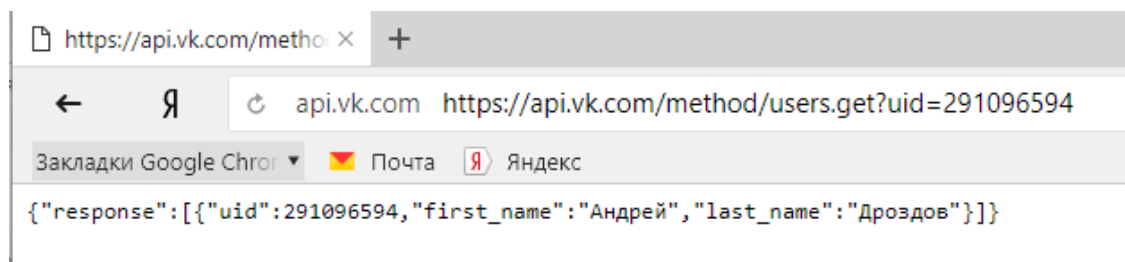 https://api.vk.com/metho
Я api.vk.com https://api.vk.com/method/users.get?uid=291096594
Закладки Google Chror Почта Я Яндекс
{"response":[{"uid":291096594,"first_name":"Андрей","last_name":"Дроздов"}]}